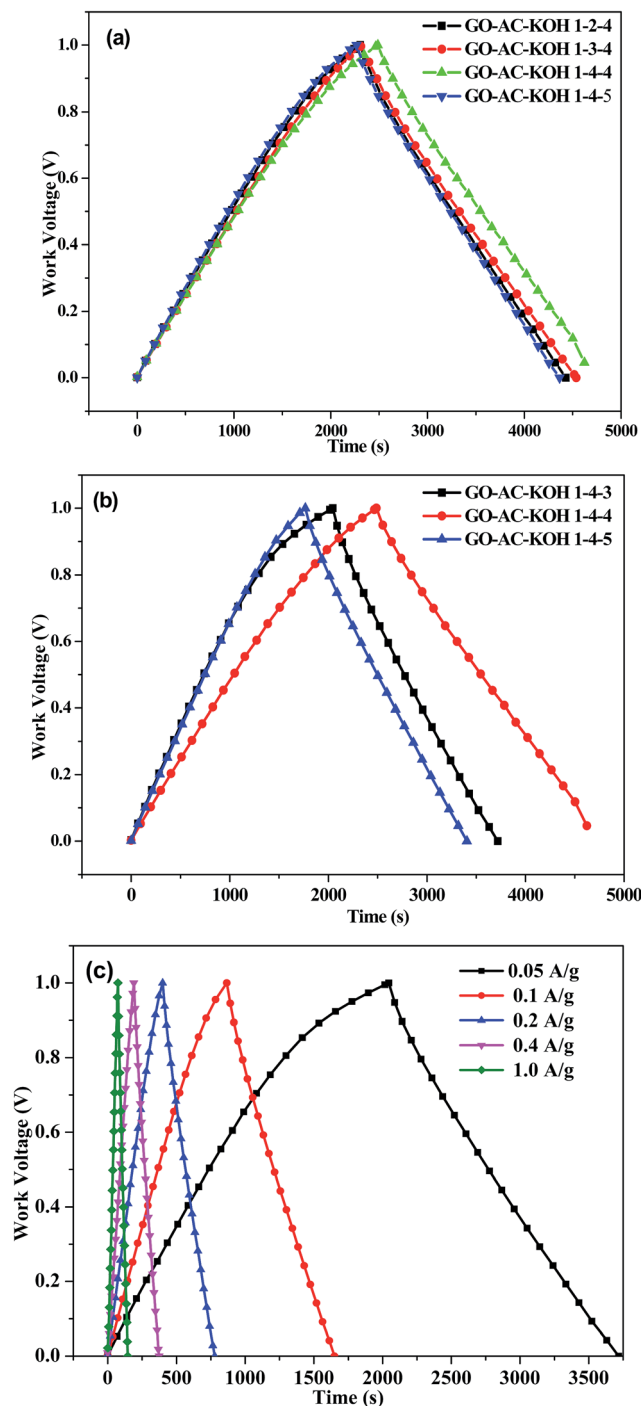 (a)
GO-AC-KOH 1-2-4
GO-AC-KOH 1-3-4
GO-AC-KOH 1-4-4
GO-AC-KOH 1-4-5
Work Voltage (V)
1.0
0.8
0.6
0.4
0.2
0.0
0 1000 2000 3000 4000 5000
Time (s)
(b)
GO-AC-KOH 1-4-3
GO-AC-KOH 1-4-4
GO-AC-KOH 1-4-5
Work Voltage (V)
1.0
0.8
0.6
0.4
0.2
0.0
0 1000 2000 3000 4000 5000
Time (s)
(c)
0.05 A/g
0.1 A/g
0.2 A/g
0.4 A/g
1.0 A/g
Work Voltage (V)
1.0
0.8
0.6
0.4
0.2
0.0
0 500 1000 1500 2000 2500 3000 3500
Time (s)